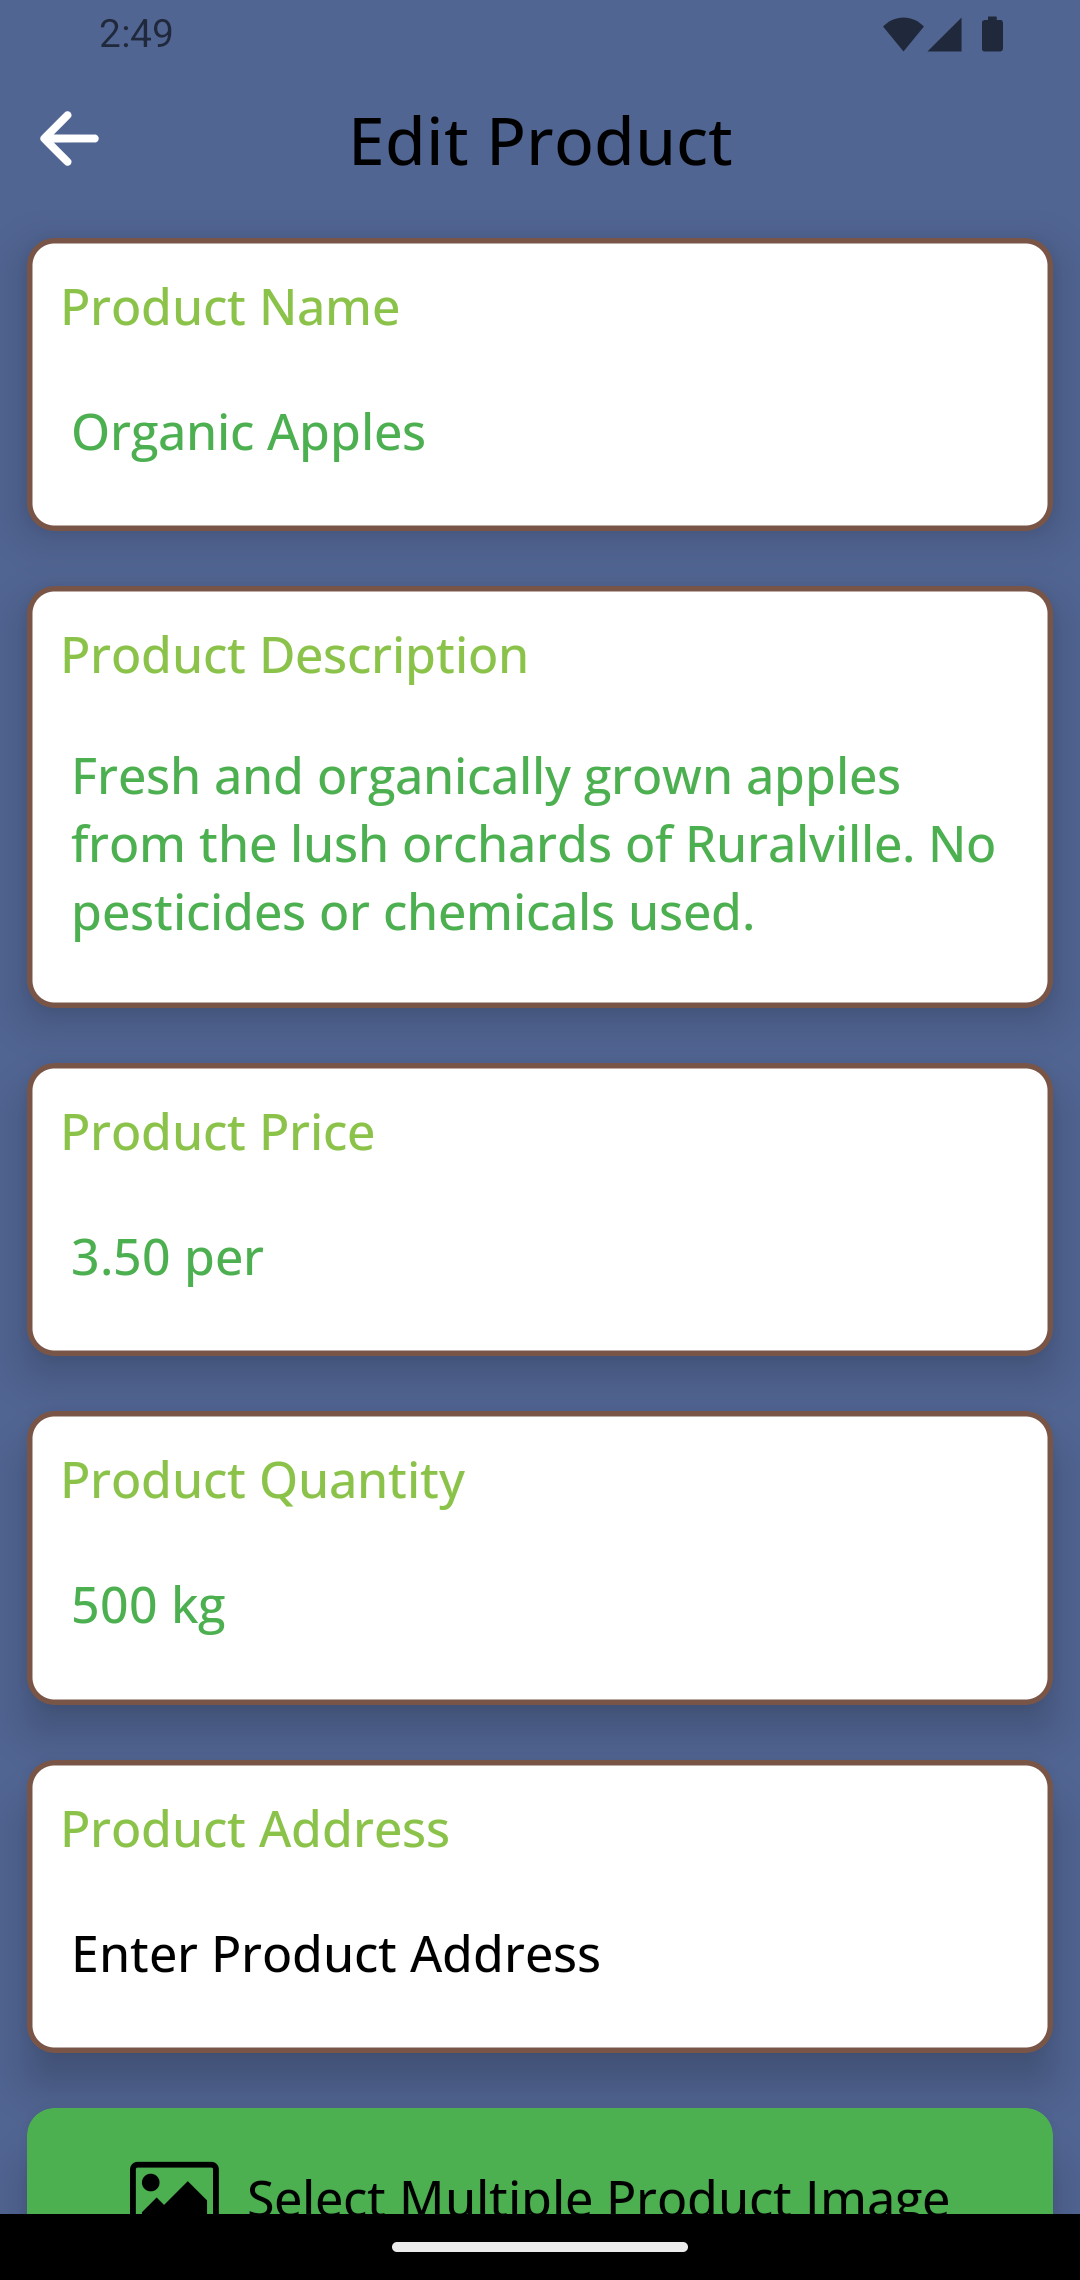 2:49
Edit Product
Product Name
Organic Apples
Product Description
Fresh and organically grown apples
from the lush orchards of Ruralville. No
pesticides or chemicals used.
Product Price
3.50 per
Product Quantity
500 kg
Product Address
Enter Product Address
Select Multiple Product Image